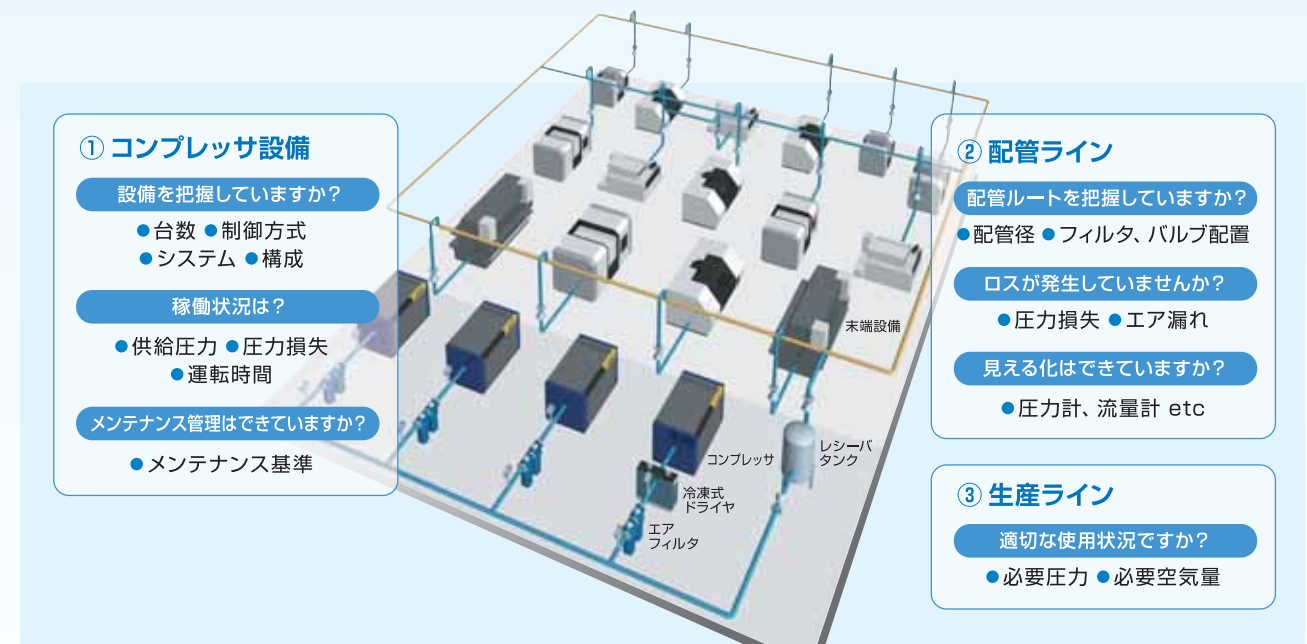 ① コンプレッサ設備
設備を把握していますか？
●台数 ●制御方式
●システム ●構成
稼働状況は？
●供給圧力 ●圧力損失
●運転時間
メンテナンス管理はできていますか？
●メンテナンス基準
② 配管ライン
配管ルートを把握していますか？
●配管径 ●フィルタ、バルブ配置
ロスが発生していませんか？
●圧力損失 ●エア漏れ
見える化はできていますか？
●圧力計、流量計 etc
③ 生産ライン
適切な使用状況ですか？
●必要圧力 ●必要空気量
末端設備
レシーバ
タンク
コンプレッサ
冷凍式
ドライヤ
エア
フィルタ